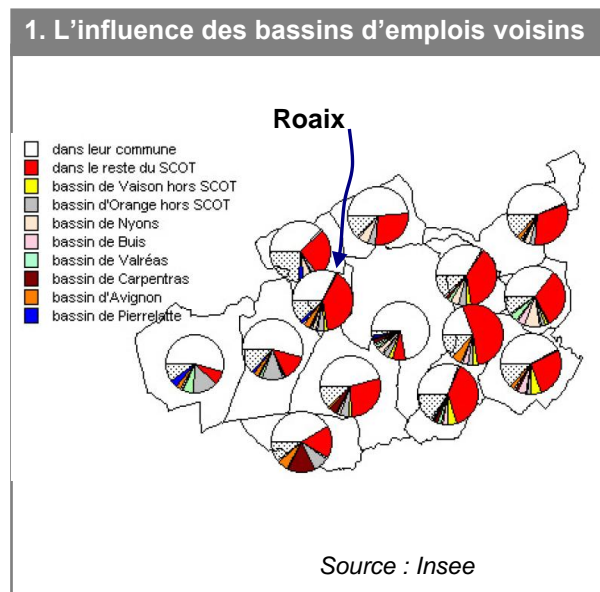 1. L'influence des bassins d'emplois voisins
Roaix
dans leur commune
dans le reste du SCOT
bassin de Vaison hors SCOT
bassin d'Orange hors SCOT
bassin de Nyons
bassin de Buis
bassin de Valréas
bassin de Carpentras
bassin d'Avignon
bassin de Pierrelatte
Source : Insee